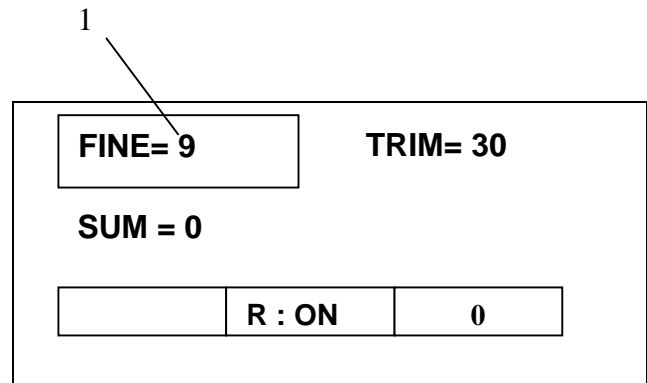 1
FINE= 9 TRIM= 30
SUM = 0
R : ON 0